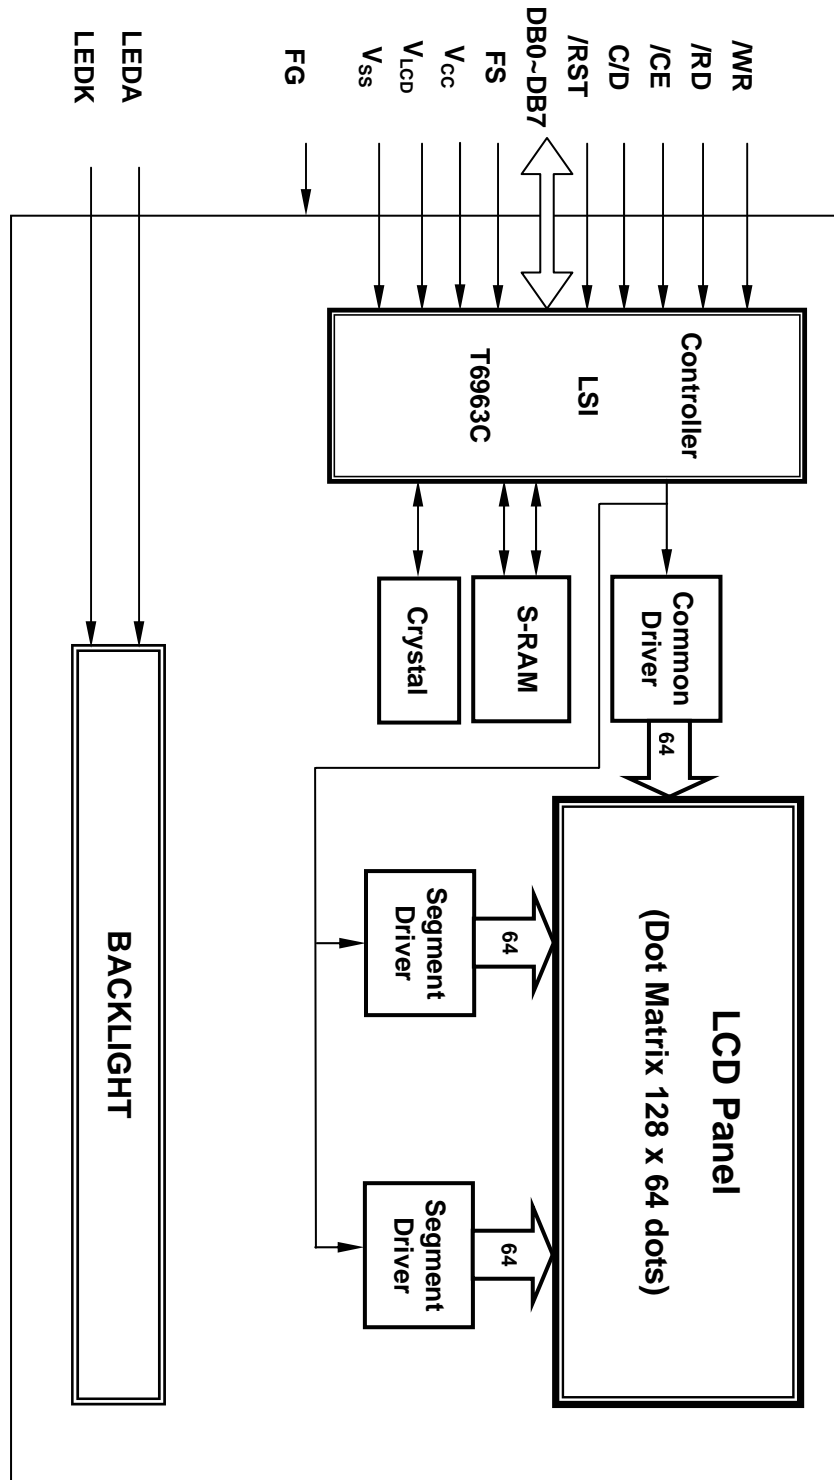 /WR
/RD
/CE
C/D
/RST
DB0~DB7
FS
VCC
VLCD
VSS
FG
LEDA
LEDK
Controller
LSI
T6963C
Common
Driver
64
S-RAM
Crystal
LCD Panel
(Dot Matrix 128 x 64 dots)
64
64
Segment
Driver
Segment
Driver
BACKLIGHT